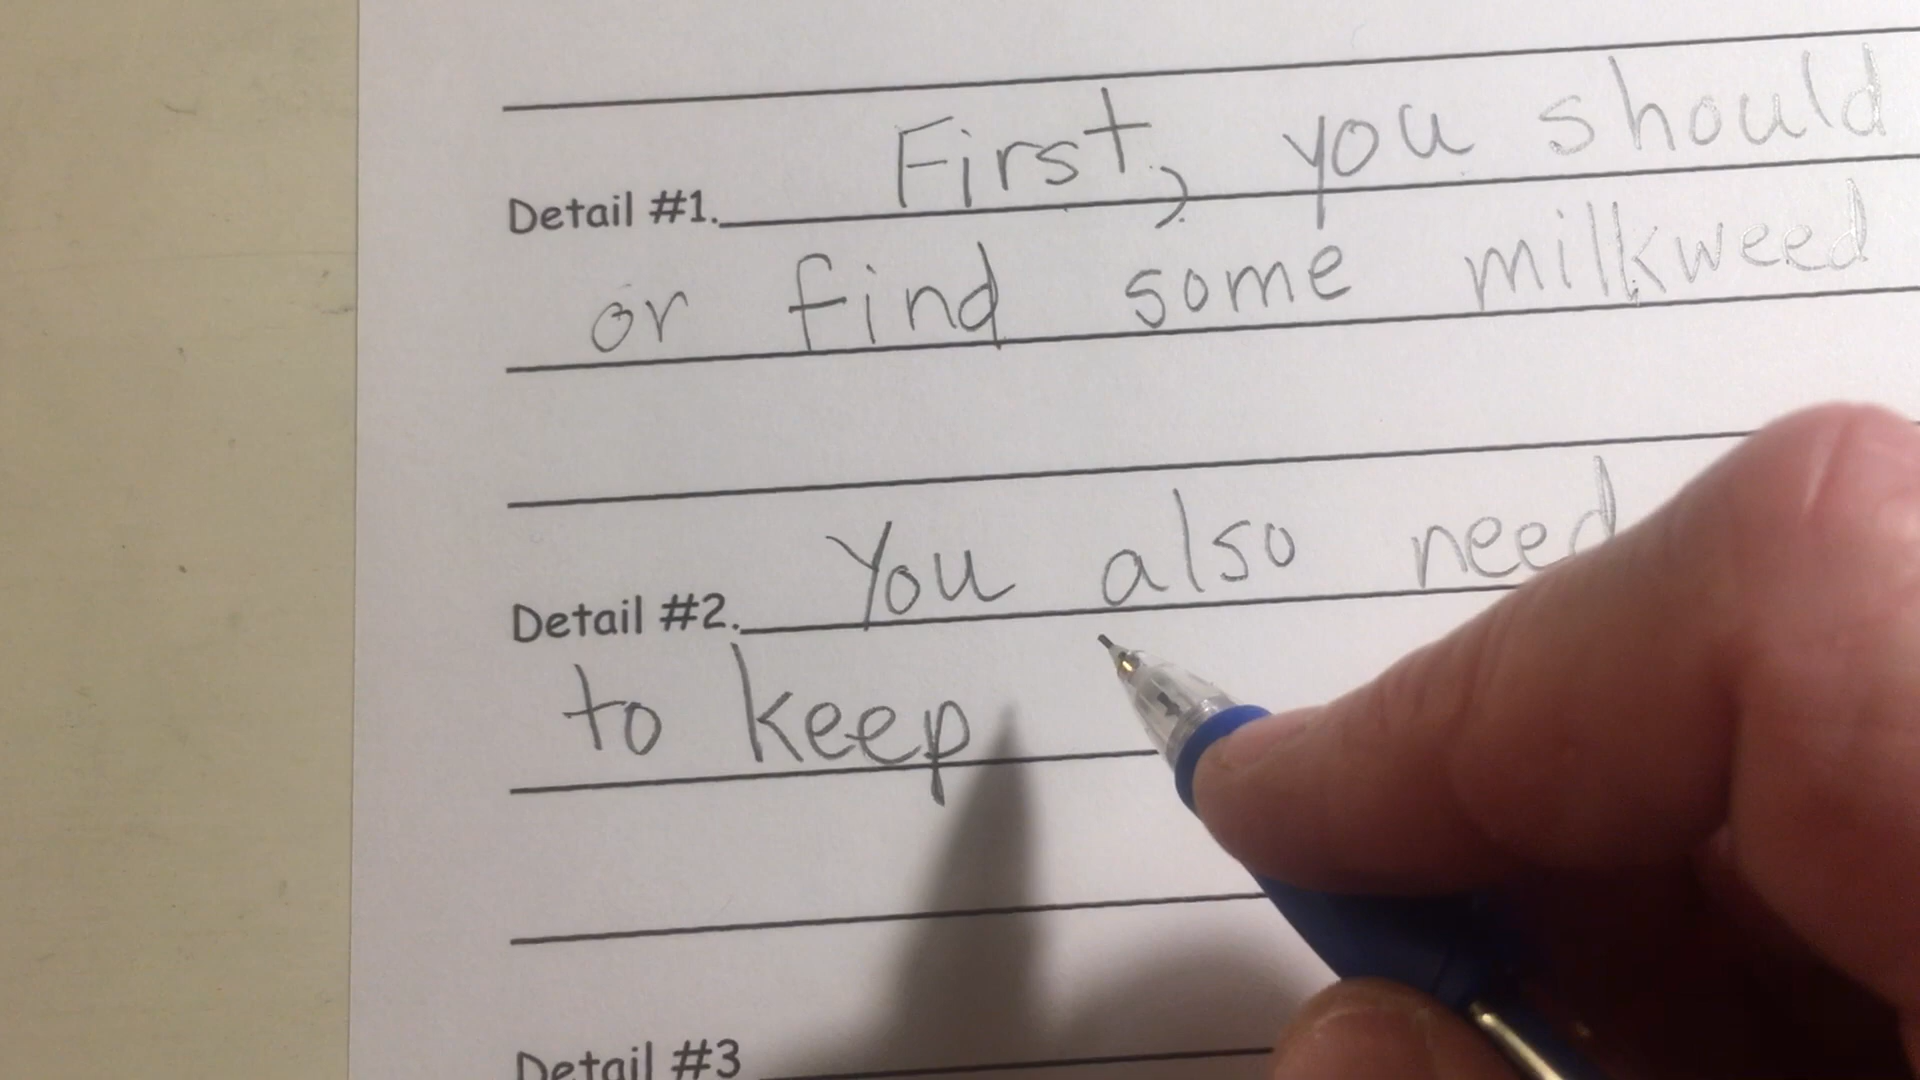 Detail #1. First, you should
or find some milkweed
Detail #2. You also need
to keep
Detail #3